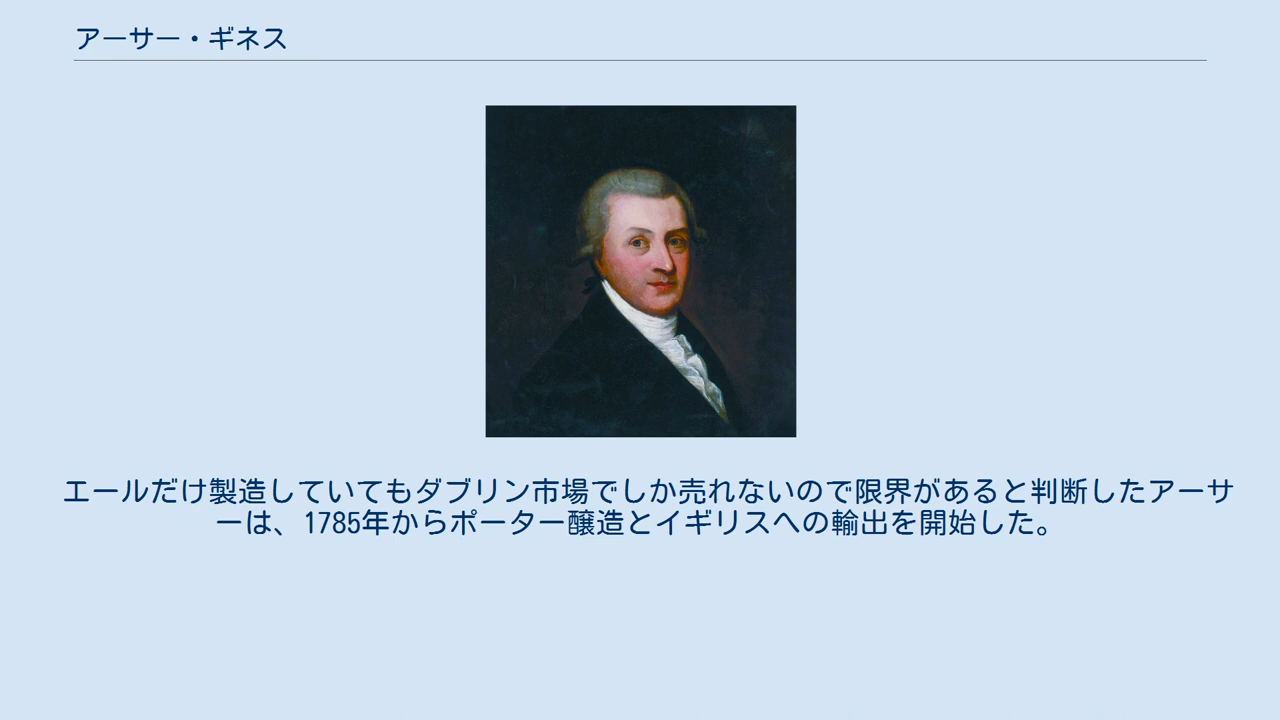 アーサー・ギネス
エールだけ製造していてもダブリン市場でしか売れないので限界があると判断したアーサ
ーは、1785年からポーター醸造とイギリスへの輸出を開始した。